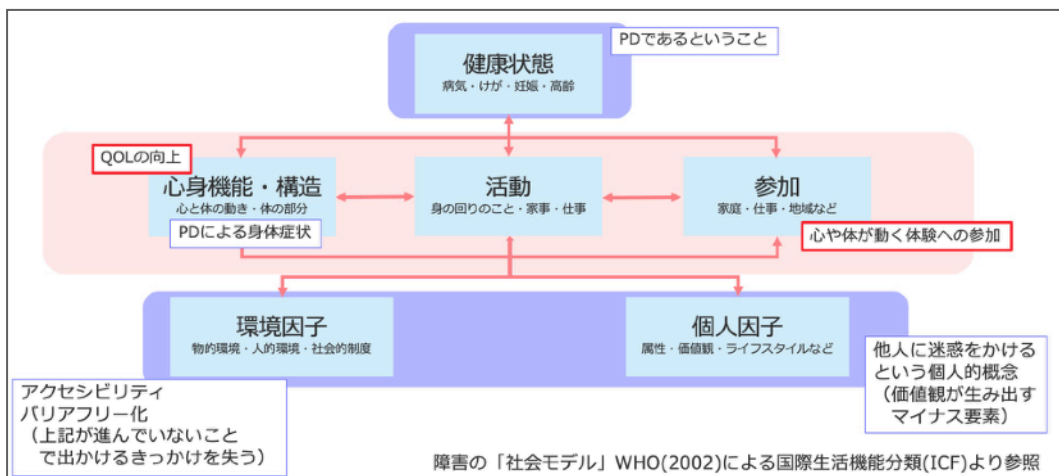 PDであるということ
健康状態
病気・けが・妊娠・高齢
QOLの向上
心身機能・構造
心と体の動き・体の部分
PDによる身体症状
活動
身の回りのこと・家事・仕事
参加
家庭・仕事・地域など
心や体が動く体験への参加
環境因子
物的環境・人的環境・社会的制度
個人因子
属性・価値観・ライフスタイルなど
アクセシビリティ
バリアフリー化
（上記が進んでいないこと
で出かけるきっかけを失う）
他人に迷惑をかける
という個人的概念
（価値観が生み出す
マイナス要素）
障害の「社会モデル」WHO(2002)による国際生活機能分類(ICF)より参照